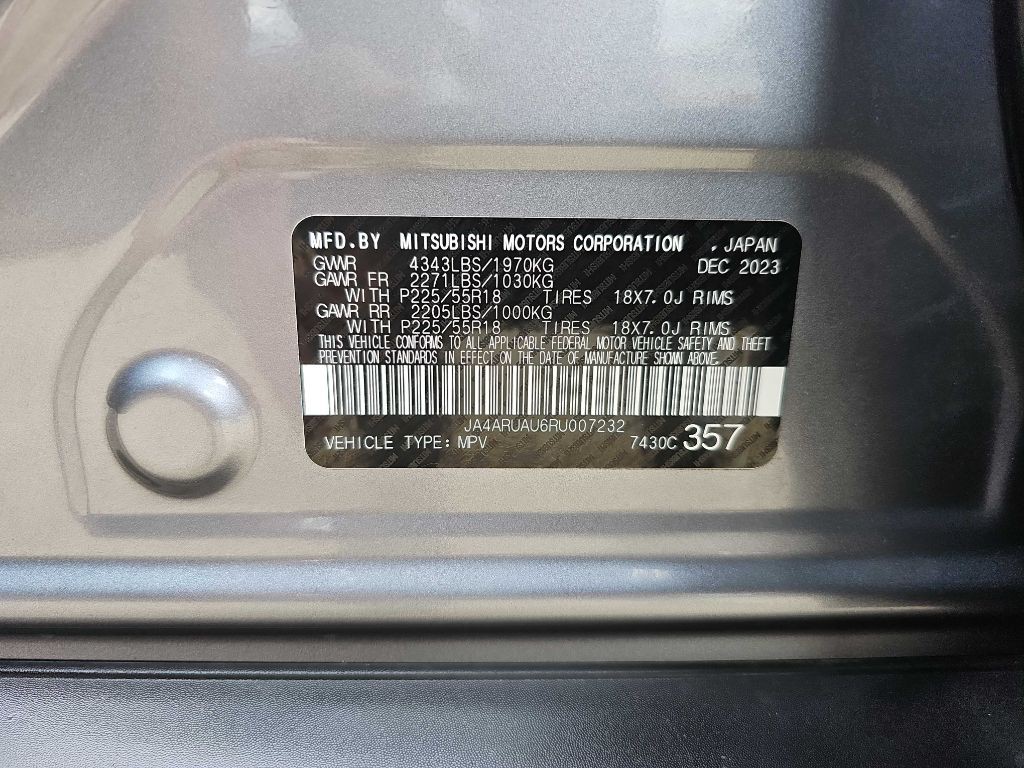 MFD.BY MITSUBISHI MOTORS CORPORATION . JAPAN
GVWR 4343LBS/1970KG DEC 2023
GAWR FR 2271LBS/1030KG
WITH P225/55R18 TIRES 18X7.0J RIMS
GAWR RR 2205LBS/1000KG
WITH P225/55R18 TIRES 18X7.0J RIMS
THIS VEHICLE CONFORMS TO ALL APPLICABLE FEDERAL MOTOR VEHICLE SAFETY AND THEFT
PREVENTION STANDARDS IN EFFECT ON THE DATE OF MANUFACTURE SHOWN ABOVE.
JA4ARUAU6RU007232
VEHICLE TYPE: MPV 7430C 357